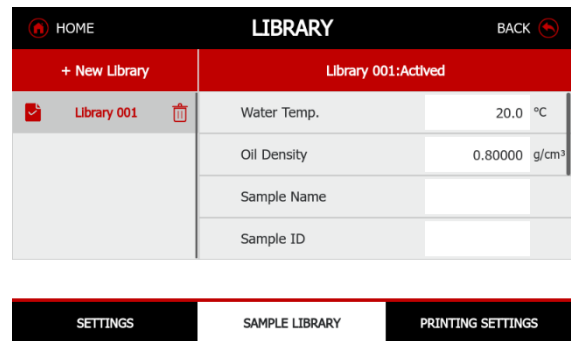 HOME
LIBRARY
BACK
+ New Library
Library 001:Actived
Library 001
Water Temp. 20.0 °C
Oil Density 0.80000 g/cm³
Sample Name
Sample ID
SETTINGS
SAMPLE LIBRARY
PRINTING SETTINGS